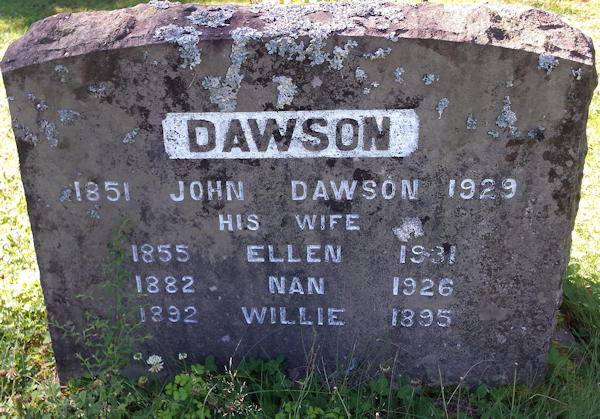 DAWSON
1851 JOHN DAWSON 1929
HIS WIFE
1855 ELLEN 1931
1882 NAN 1926
1892 WILLIE 1895